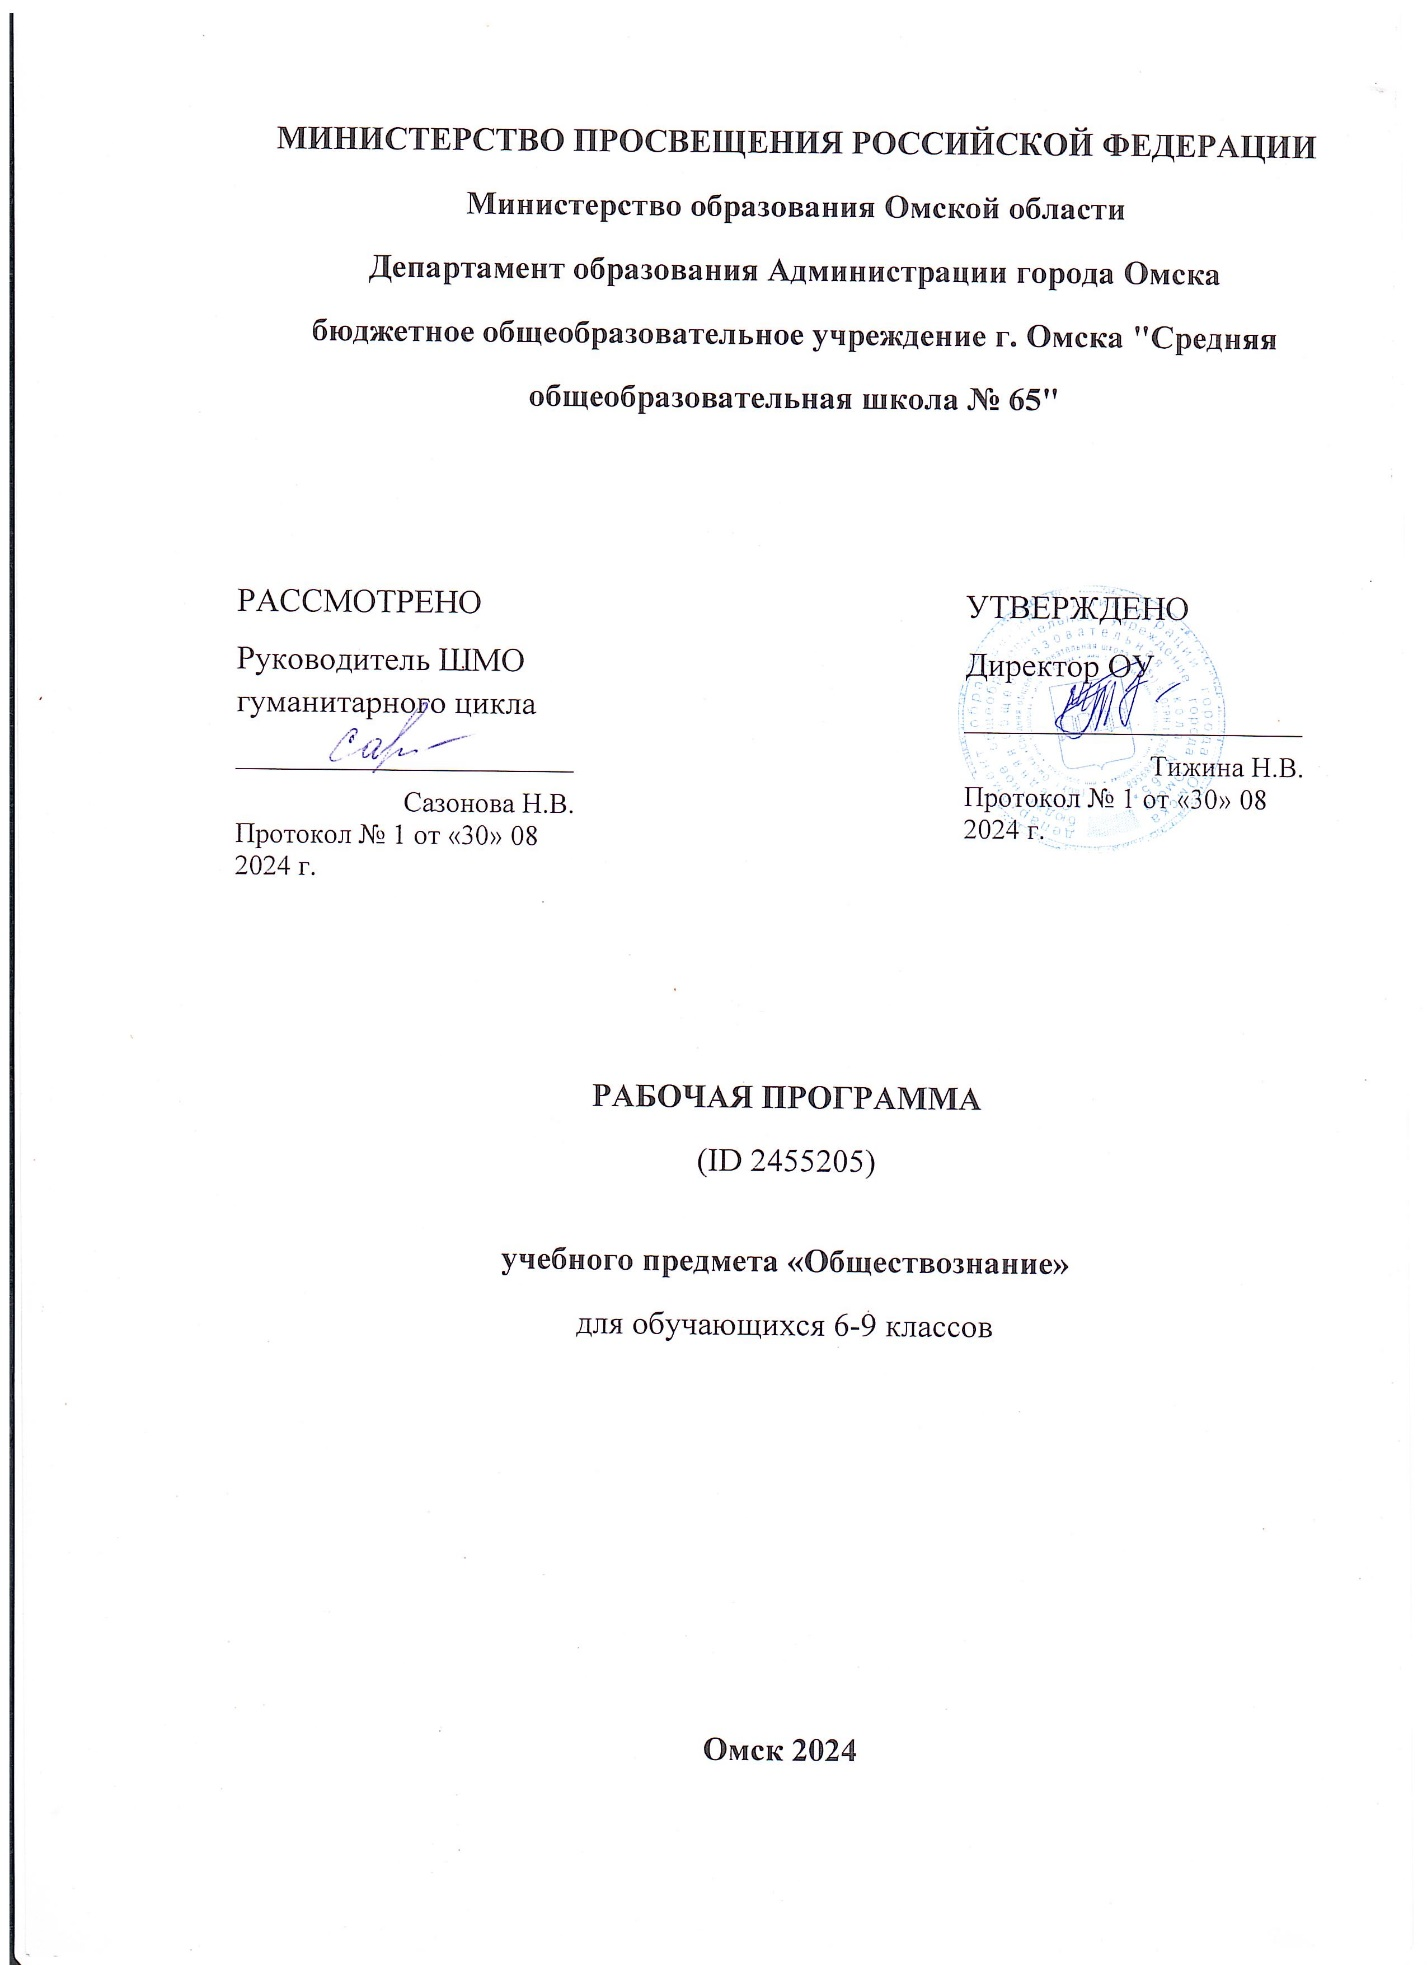 МИНИСТЕРСТВО ПРОСВЕЩЕНИЯ РОССИЙСКОЙ ФЕДЕРАЦИИ
Министерство образования Омской области
Департамент образования Администрации города Омска
бюджетное общеобразовательное учреждение г. Омска "Средняя
общеобразовательная школа № 65"
РАССМОТРЕНО
Руководитель ШМО
гуманитарного цикла
Сазонова Н.В.
Протокол № 1 от «30» 08
2024 г.
УТВЕРЖДЕНО
Директор ОУ
Тижина Н.В.
Протокол № 1 от «30» 08
2024 г.
РАБОЧАЯ ПРОГРАММА
(ID 2455205)
учебного предмета «Обществознание»
для обучающихся 6-9 классов
Омск 2024